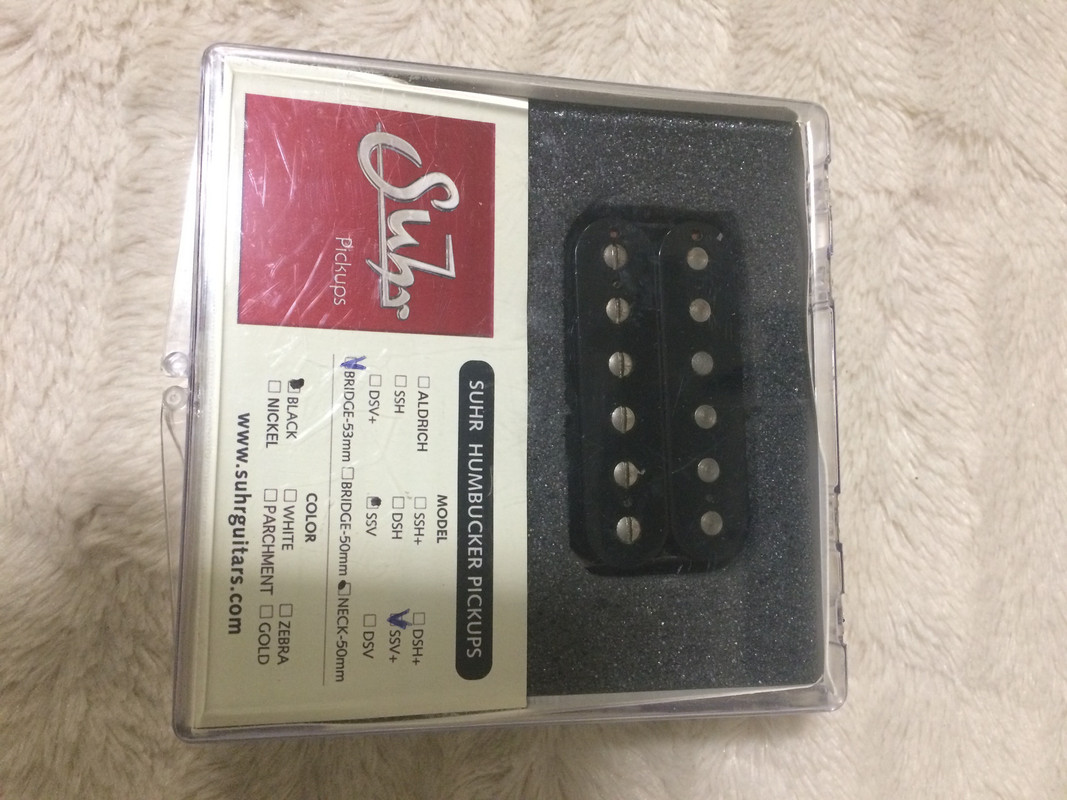 Suhr
Pickups
SUHR HUMBUCKER PICKUPS
MODEL
ALDRICH SSH+ DSH+
SSH DSH SSV+
DSV+ SSV DSV
BRIDGE-53mm BRIDGE-50mm NECK-50mm
COLOR
BLACK WHITE ZEBRA
NICKEL PARCHMENT GOLD
www.suhrguitars.com